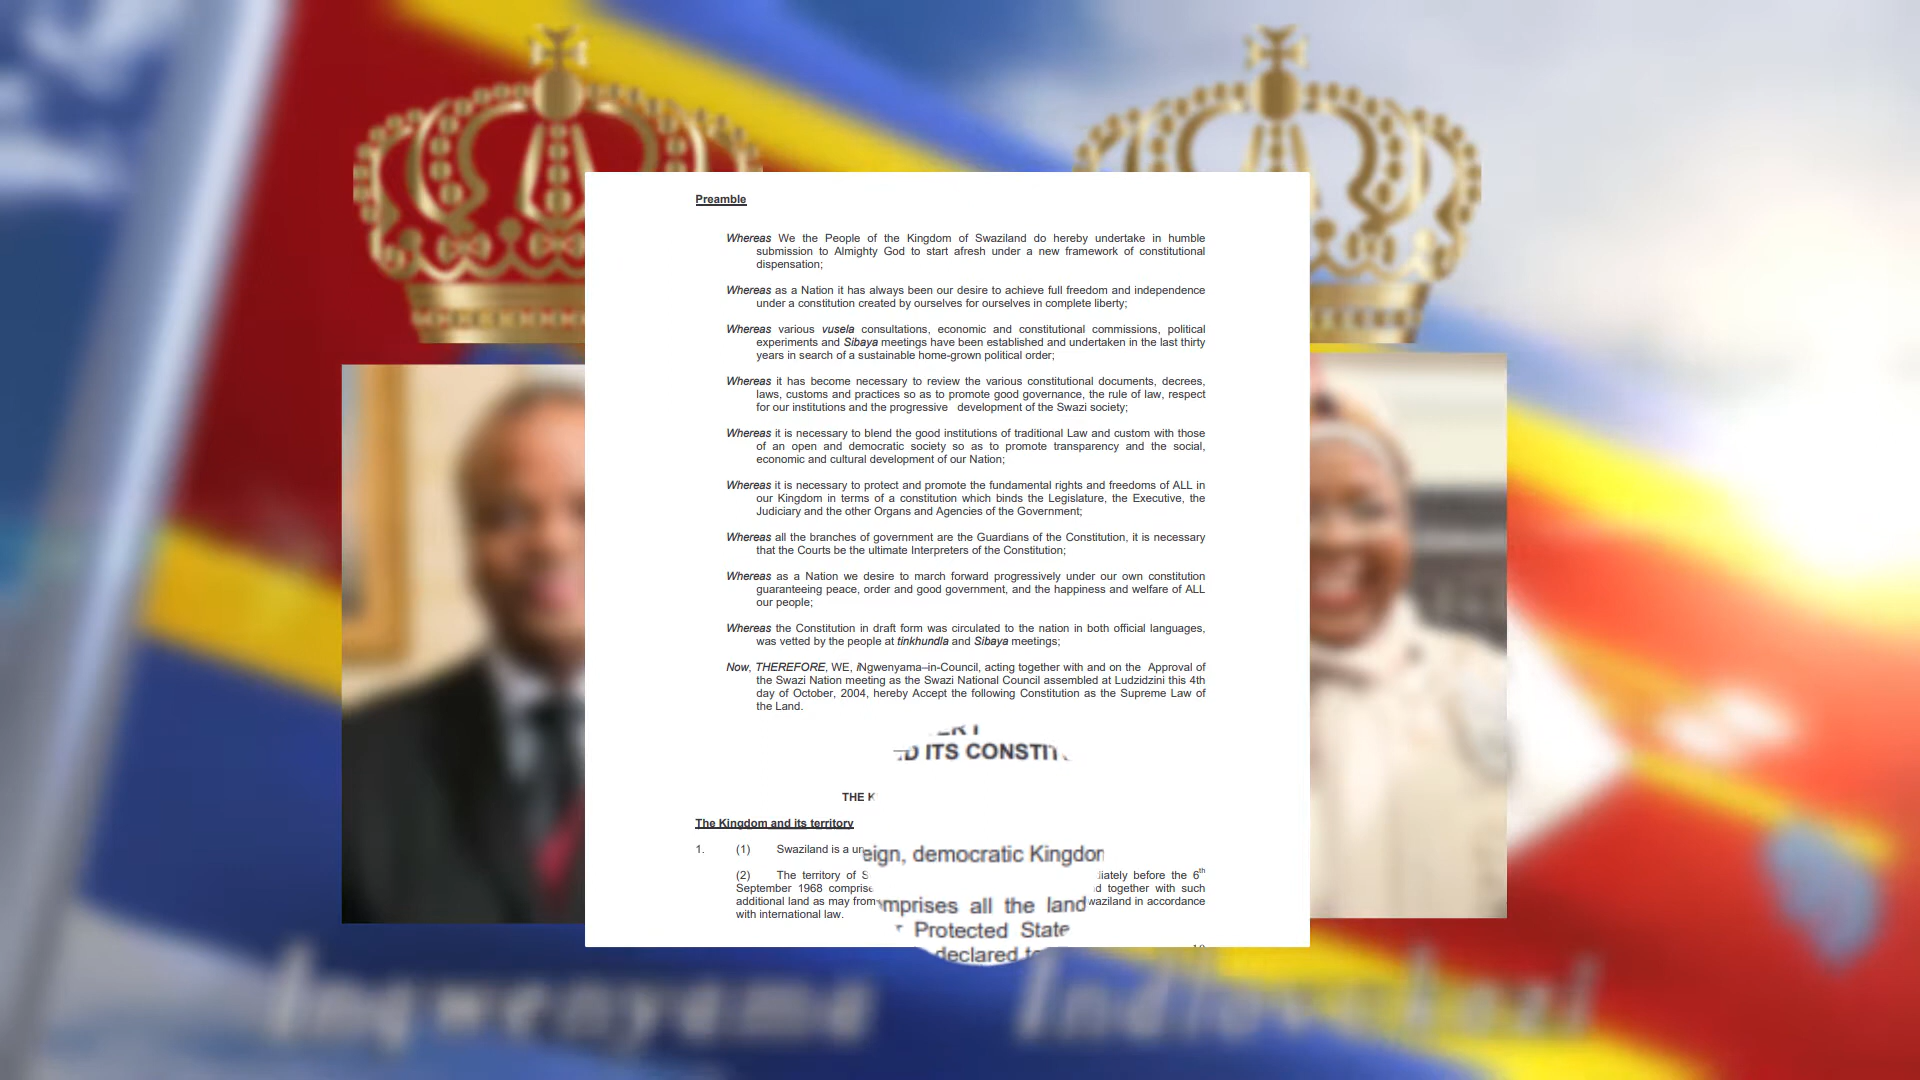 Preamble
Whereas We the People of the Kingdom of Swaziland do hereby undertake in humble
submission to Almighty God to start afresh under a new framework of constitutional
dispensation;
Whereas as a Nation it has always been our desire to achieve full freedom and independence
under a constitution created by ourselves for ourselves in complete liberty;
Whereas various vusela consultations, economic and constitutional commissions, political
experiments and Sibaya meetings have been established and undertaken in the last thirty
years in search of a sustainable home-grown political order;
Whereas it has become necessary to review the various constitutional documents, decrees,
laws, customs and practices so as to promote good governance, the rule of law, respect
for our institutions and the progressive development of the Swazi society;
Whereas it is necessary to blend the good institutions of traditional Law and custom with those
of an open and democratic society so as to promote transparency and the social,
economic and cultural development of our Nation;
Whereas it is necessary to protect and promote the fundamental rights and freedoms of ALL in
our Kingdom in terms of a constitution which binds the Legislature, the Executive, the
Judiciary and the other Organs and Agencies of the Government;
Whereas all the branches of government are the Guardians of the Constitution, it is necessary
that the Courts be the ultimate Interpreters of the Constitution;
Whereas as a Nation we desire to march forward progressively under our own constitution
guaranteeing peace, order and good government, and the happiness and welfare of ALL
our people;
Whereas the Constitution in draft form was circulated to the nation in both official languages,
was vetted by the people at tinkhundla and Sibaya meetings;
Now, THEREFORE, WE, iNgwenyama–in-Council, acting together with and on the Approval of
the Swazi Nation meeting as the Swazi National Council assembled at Ludzidzini this 4th
day of October, 2004, hereby Accept the following Constitution as the Supreme Law of
the Land.
D ITS CONSTI
THE K
The Kingdom and its territory
1. (1) Swaziland is a un eign, democratic Kingdom
(2) The territory of S iately before the 6th
September 1968 comprise d together with such
additional land as may from mprises all the land waziland in accordance
with international law. r Protected State
declared to
Ingwenyama Indlovukazi